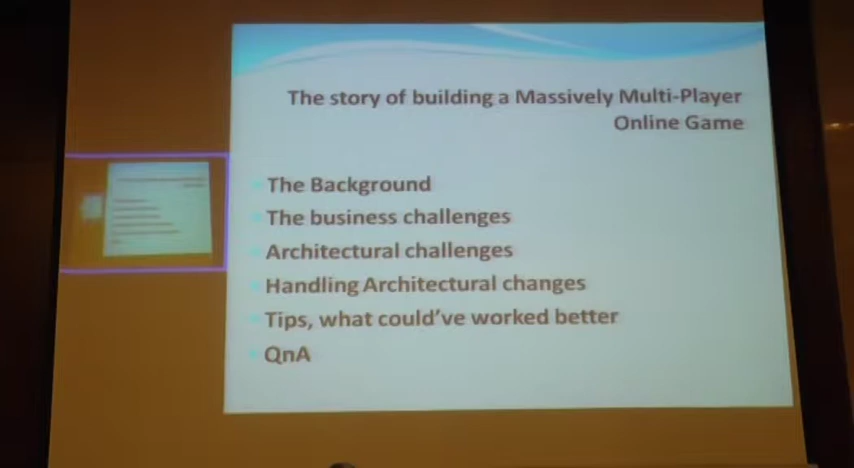 The story of building a Massively Multi-Player
Online Game
The Background
The business challenges
Architectural challenges
Handling Architectural changes
Tips, what could've worked better
QnA